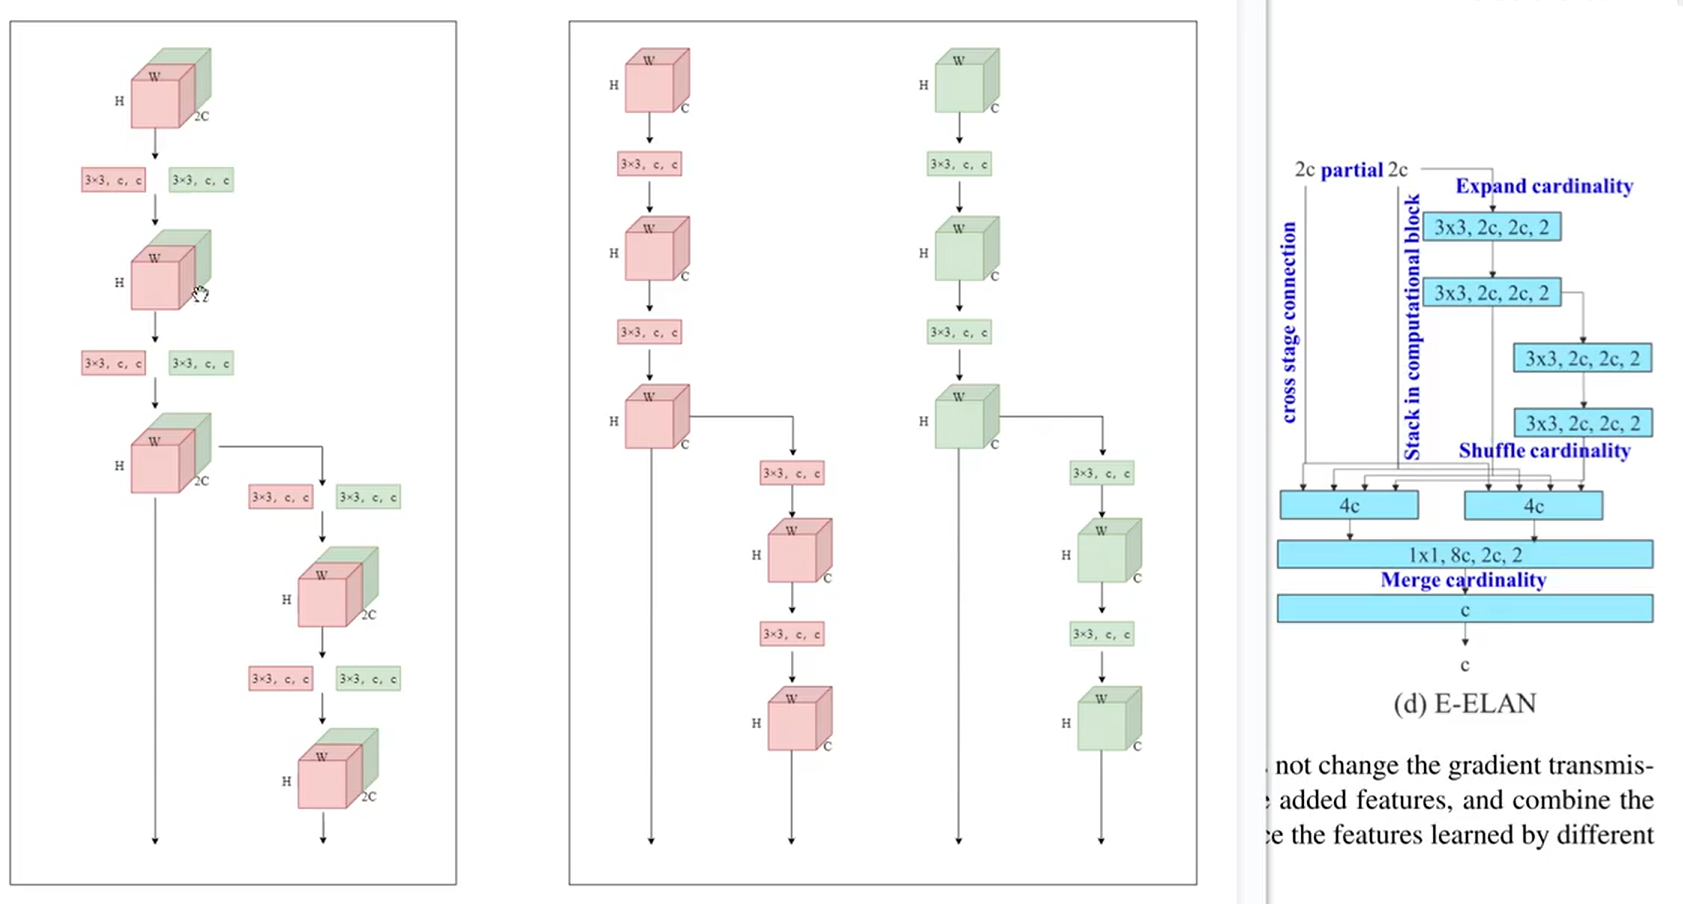 W
H
2C
3×3, c, c 3×3, c, c
W
H
3×3, c, c 3×3, c, c
W
H
2C
3×3, c, c 3×3, c, c
W
H
2C
3×3, c, c 3×3, c, c
W
H
2C
W
H
C
3×3, c, c
W
H
C
3×3, c, c
W
H
C
3×3, c, c
W
H
C
3×3, c, c
W
H
C
W
H
C
3×3, c, c
W
H
C
3×3, c, c
W
H
C
3×3, c, c
W
H
C
3×3, c, c
W
H
C
2c partial 2c
Expand cardinality
cross stage connection
Stack in computational block
3x3, 2c, 2c, 2
3x3, 2c, 2c, 2
3x3, 2c, 2c, 2
3x3, 2c, 2c, 2
Shuffle cardinality
4c 4c
1x1, 8c, 2c, 2
Merge cardinality
c
c
(d) E-ELAN
not change the gradient transmis-
added features, and combine the
the features learned by different